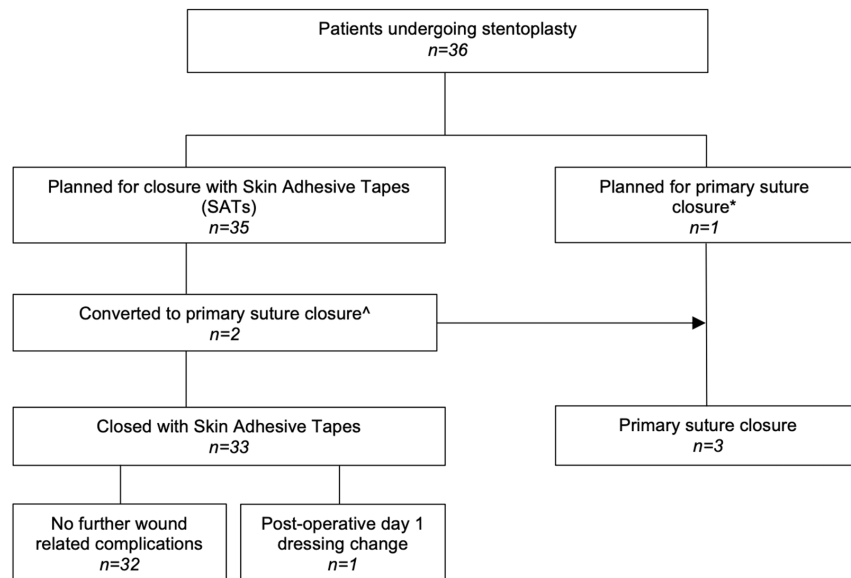 Patients undergoing stentoplasty
n=36
Planned for closure with Skin Adhesive Tapes
(SATs)
n=35
Planned for primary suture
closure*
n=1
Converted to primary suture closure^
n=2
Closed with Skin Adhesive Tapes
n=33
Primary suture closure
n=3
No further wound
related complications
n=32
Post-operative day 1
dressing change
n=1